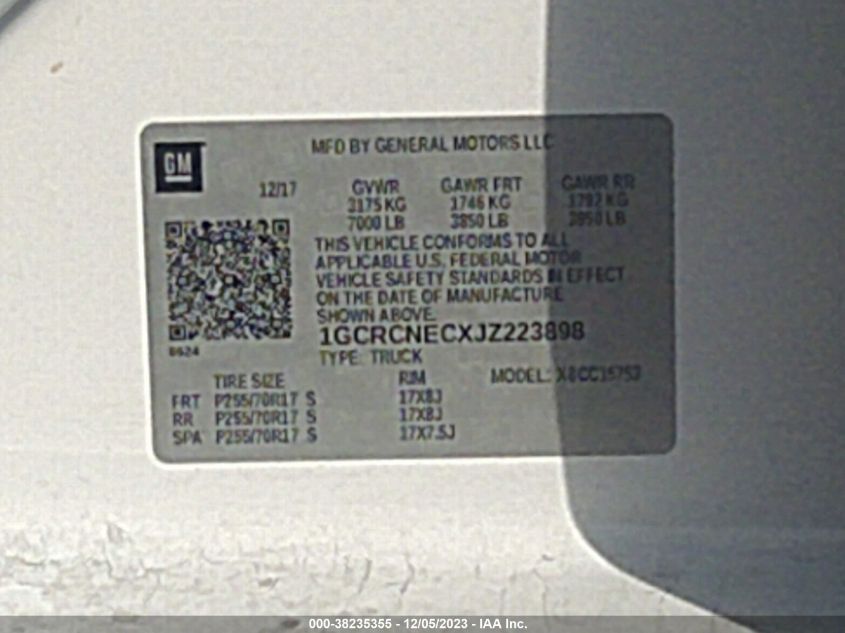 MFD BY GENERAL MOTORS LLC
GM
12/17 GVWR GAWR FRT GAWR RR
3175 KG 1746 KG 1792 KG
7000 LB 3850 LB 3950 LB
THIS VEHICLE CONFORMS TO ALL
APPLICABLE U.S. FEDERAL MOTOR
VEHICLE SAFETY STANDARDS IN EFFECT
ON THE DATE OF MANUFACTURE
SHOWN ABOVE.
1GCRCNECXJZ223898
TYPE: TRUCK
TIRE SIZE RIM MODEL:
FRT P255/70R17 S 17X8J
RR P255/70R17 S 17X8J
SPA P255/70R17 S 17X7.5J
000-38235355 - 12/05/2023 - IAA Inc.